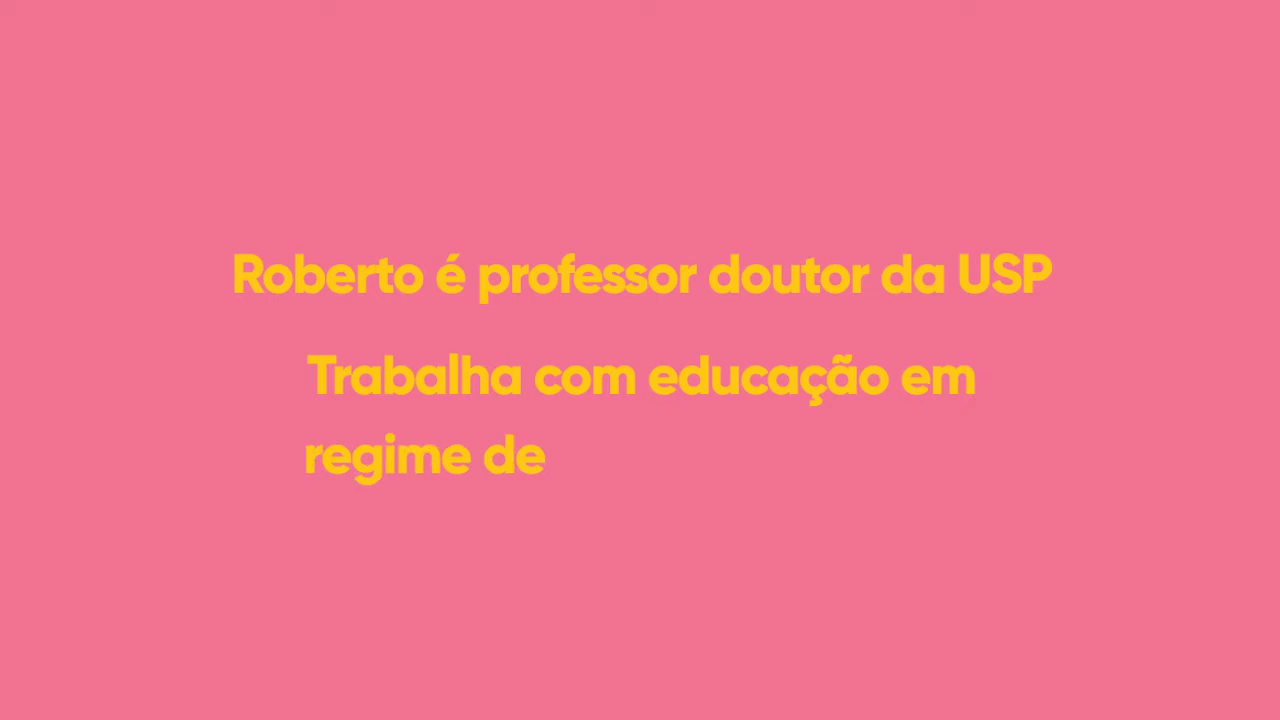 Roberto é professor doutor da USP
Trabalha com educação em
regime de